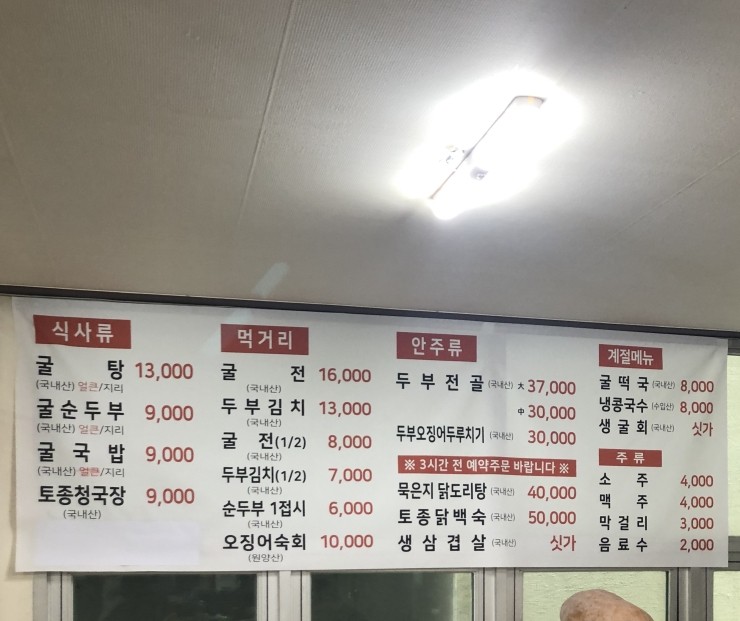 식사류
굴 탕 13,000
(국내산) 얼큰/지리
굴순두부 9,000
(국내산) 얼큰/지리
굴국밥 9,000
(국내산) 얼큰/지리
토종청국장 9,000
(국내산)
먹거리
굴 전 16,000
(국내산)
두부김치 13,000
(국내산)
굴 전(1/2) 8,000
(국내산)
두부김치(1/2) 7,000
(국내산)
순두부 1접시 6,000
(국내산)
오징어숙회 10,000
(원양산)
안주류
두부전골 (국내산) 大 37,000
中 30,000
두부오징어두루치기 (국내산) 30,000
※ 3시간 전 예약주문 바랍니다 ※
묵은지 닭도리탕 (국내산) 40,000
토종닭백숙 (국내산) 50,000
생삼겹살 (국내산) 싯가
계절메뉴
굴떡국 (국내산) 8,000
냉콩국수 (수입산) 8,000
생굴회 (국내산) 싯가
주류
소 주 4,000
맥 주 4,000
막걸리 3,000
음료수 2,000